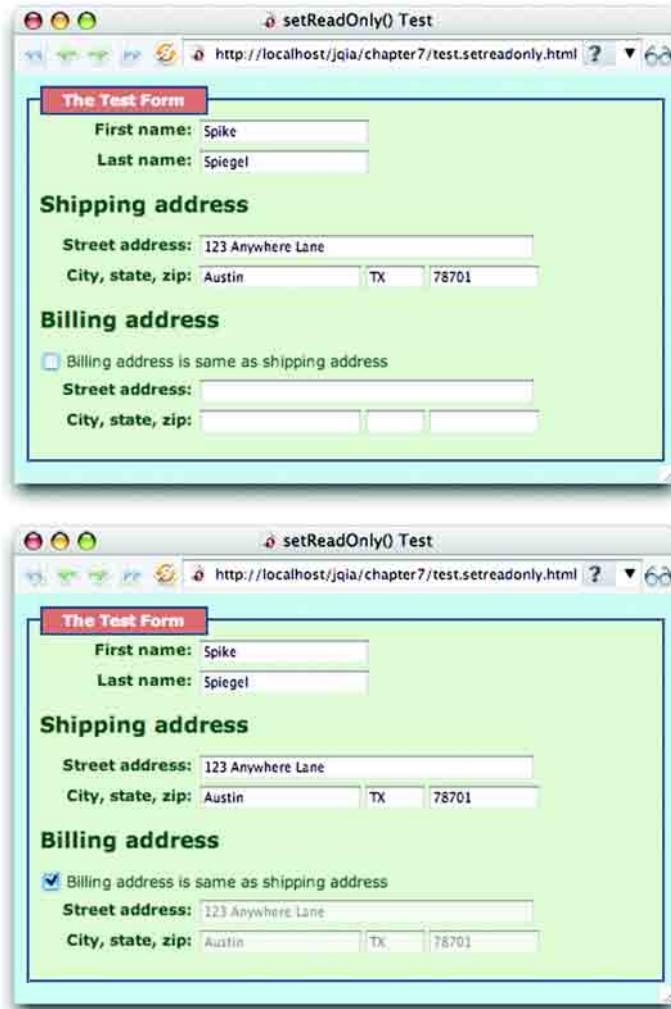 setReadOnly() Test
http://localhost/jqia/chapter7/test.setreadonly.html ?
The Test Form
First name: Spike
Last name: Spiegel
Shipping address
Street address: 123 Anywhere Lane
City, state, zip: Austin TX 78701
Billing address
Billing address is same as shipping address
Street address:
City, state, zip:
setReadOnly() Test
http://localhost/jqia/chapter7/test.setreadonly.html ?
The Test Form
First name: Spike
Last name: Spiegel
Shipping address
Street address: 123 Anywhere Lane
City, state, zip: Austin TX 78701
Billing address
Billing address is same as shipping address
Street address: 123 Anywhere Lane
City, state, zip: Austin TX 78701